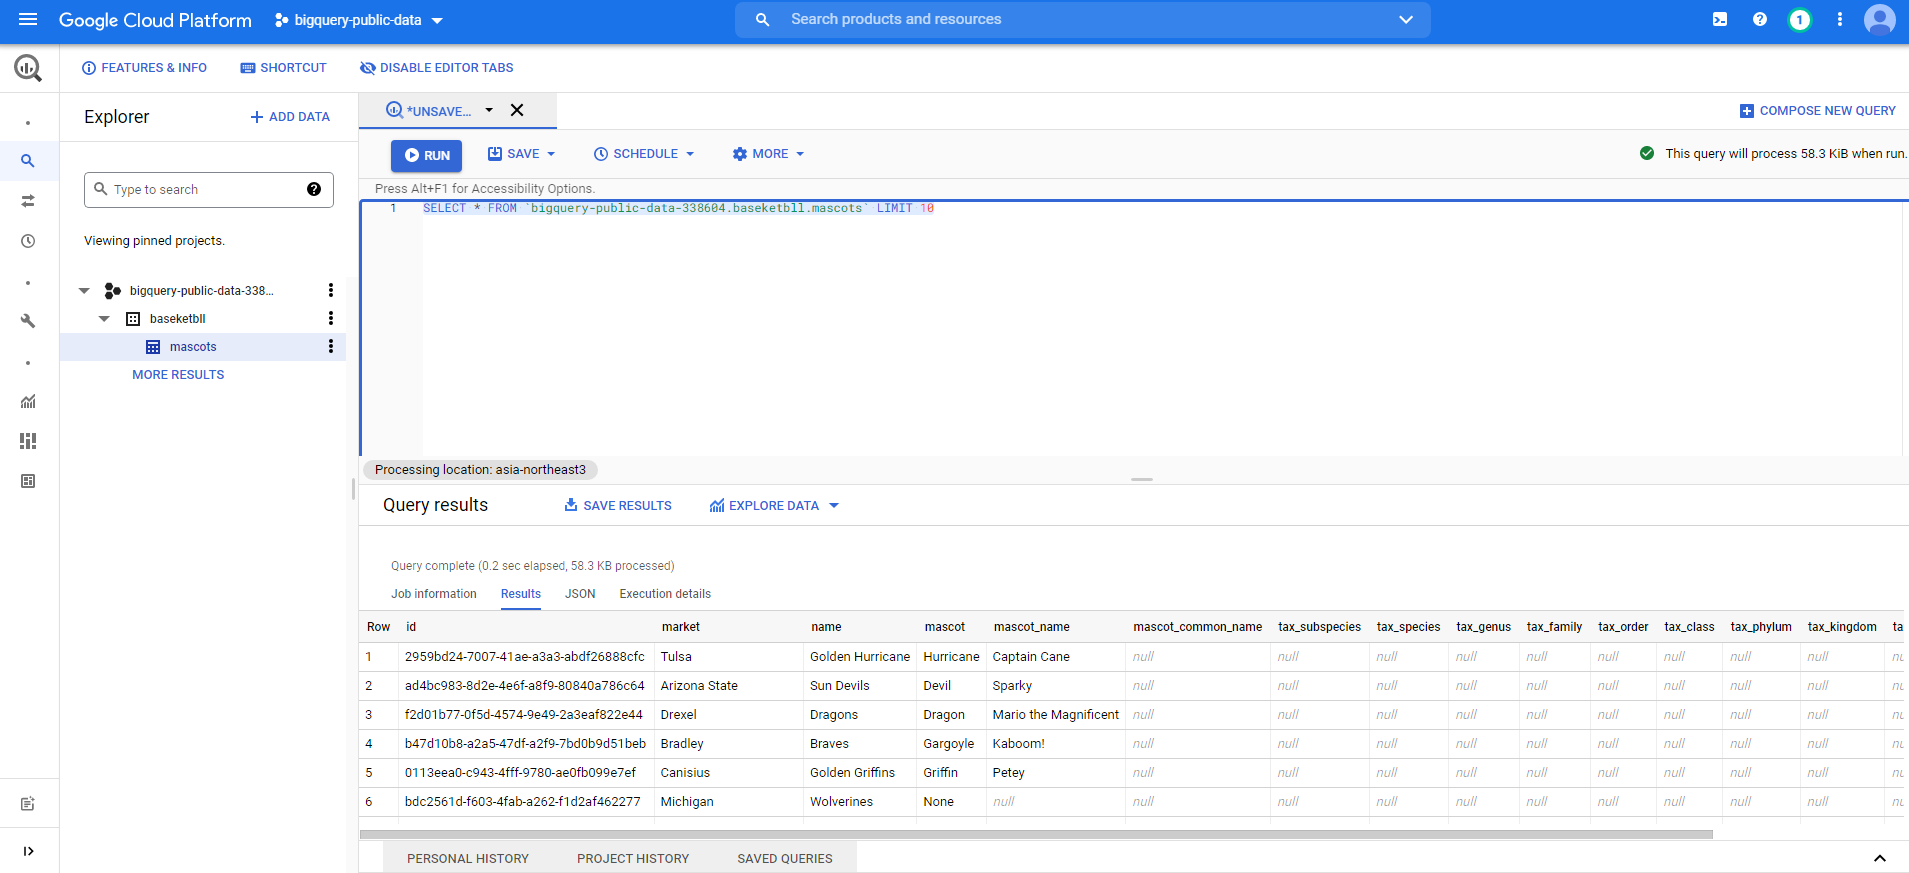 Google Cloud Platform bigquery-public-data Search products and resources 1
FEATURES & INFO SHORTCUT DISABLE EDITOR TABS
Explorer + ADD DATA *UNSAVE... COMPOSE NEW QUERY
RUN SAVE SCHEDULE MORE This query will process 58.3 KiB when run.
Type to search Press Alt+F1 for Accessibility Options.
1 SELECT * FROM `bigquery-public-data-338604.baseketbll.mascots` LIMIT 10
Viewing pinned projects.
bigquery-public-data-338...
baseketbll
mascots
MORE RESULTS
Processing location: asia-northeast3
Query results SAVE RESULTS EXPLORE DATA
Query complete (0.2 sec elapsed, 58.3 KB processed)
Job information Results JSON Execution details
Row id market name mascot mascot_name mascot_common_name tax_subspecies tax_species tax_genus tax_family tax_order tax_class tax_phylum tax_kingdom ta
1 2959bd24-7007-41ae-a3a3-abdf26888cfc Tulsa Golden Hurricane Hurricane Captain Cane null null null null null null null null null nu
2 ad4bc983-8d2e-4e6f-a8f9-80840a786c64 Arizona State Sun Devils Devil Sparky null null null null null null null null null nu
3 f2d01b77-0f5d-4574-9e49-2a3eaf822e44 Drexel Dragons Dragon Mario the Magnificent null null null null null null null null null nu
4 b47d10b8-a2a5-47df-a2f9-7bd0b9d51beb Bradley Braves Gargoyle Kaboom! null null null null null null null null null nu
5 0113eea0-c943-4fff-9780-ae0fb099e7ef Canisius Golden Griffins Griffin Petey null null null null null null null null null nu
6 bdc2561d-f603-4fab-a262-f1d2af462277 Michigan Wolverines None null null null null null null null null null null nu
PERSONAL HISTORY PROJECT HISTORY SAVED QUERIES